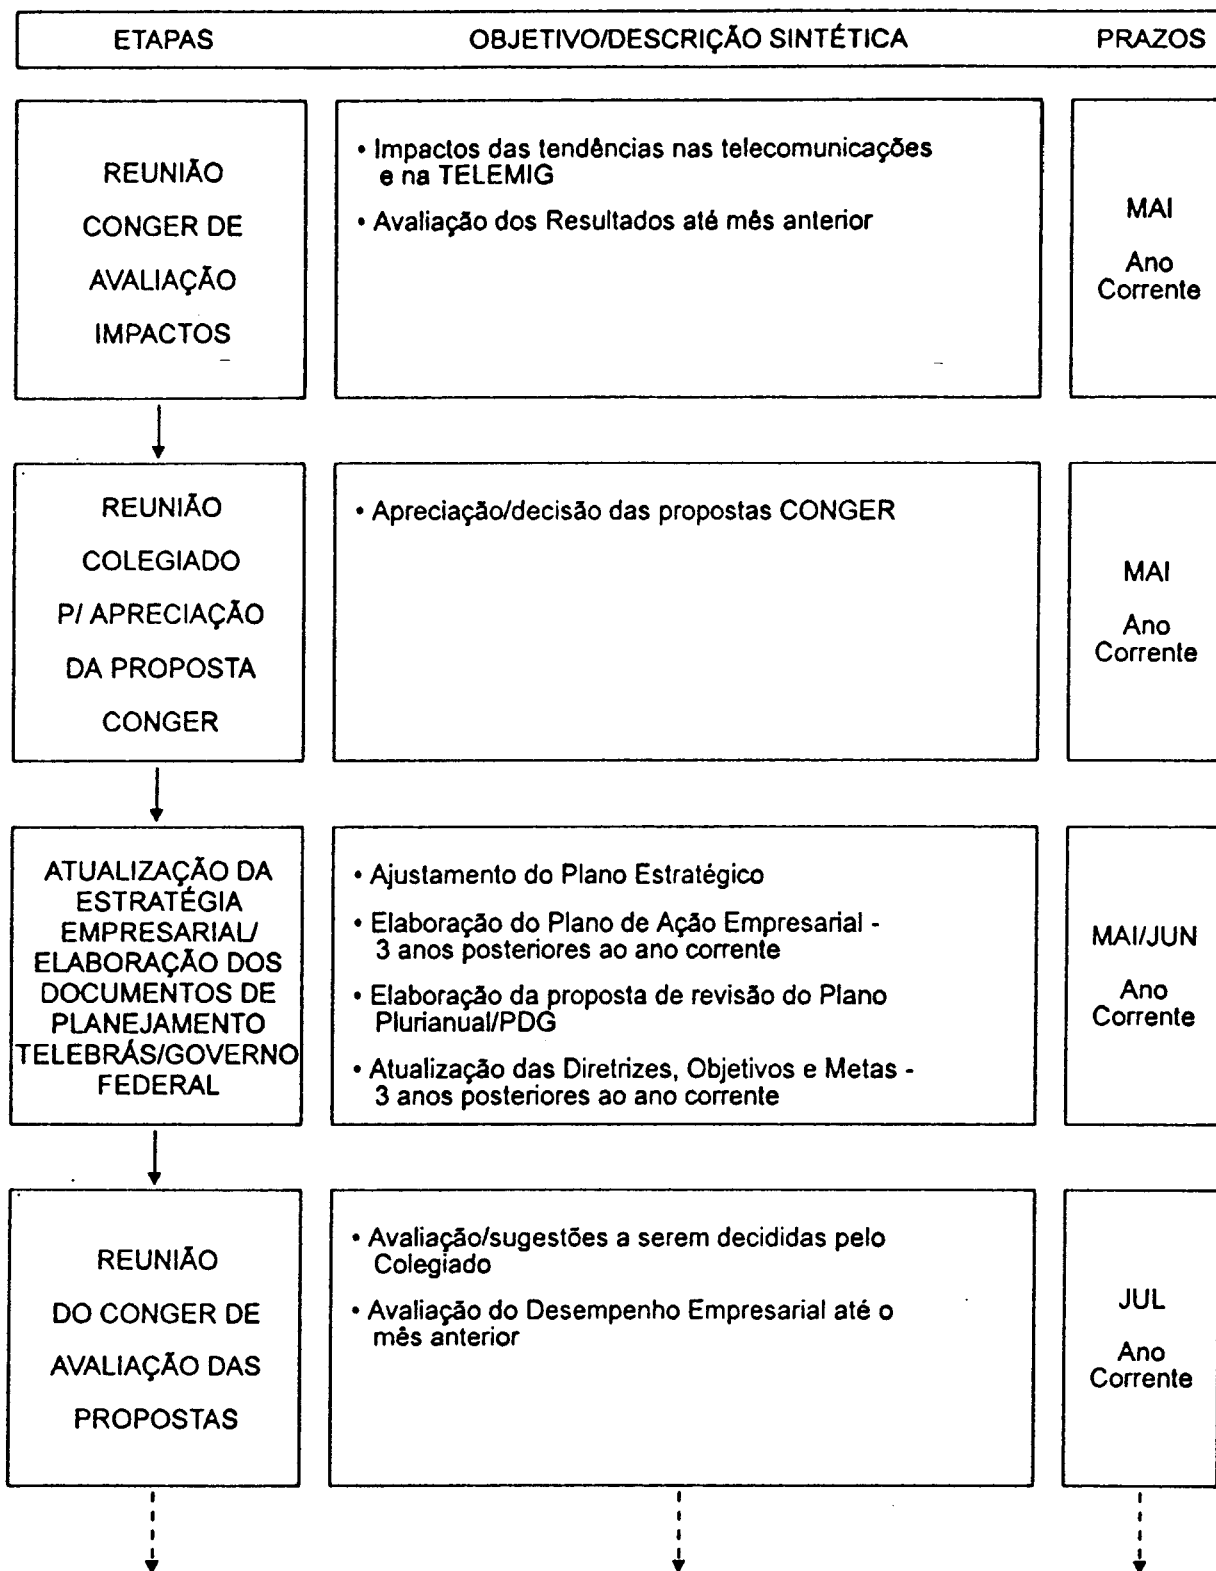 ETAPAS OBJETIVO/DESCRIÇÃO SINTÉTICA PRAZOS
REUNIÃO
CONGER DE
AVALIAÇÃO
IMPACTOS
• Impactos das tendências nas telecomunicações
e na TELEMIG
• Avaliação dos Resultados até mês anterior
MAI
Ano
Corrente
REUNIÃO
COLEGIADO
P/ APRECIAÇÃO
DA PROPOSTA
CONGER
• Apreciação/decisão das propostas CONGER
MAI
Ano
Corrente
ATUALIZAÇÃO DA
ESTRATÉGIA
EMPRESARIAL/
ELABORAÇÃO DOS
DOCUMENTOS DE
PLANEJAMENTO
TELEBRÁS/GOVERNO
FEDERAL
• Ajustamento do Plano Estratégico
• Elaboração do Plano de Ação Empresarial -
3 anos posteriores ao ano corrente
• Elaboração da proposta de revisão do Plano
Plurianual/PDG
• Atualização das Diretrizes, Objetivos e Metas -
3 anos posteriores ao ano corrente
MAI/JUN
Ano
Corrente
REUNIÃO
DO CONGER DE
AVALIAÇÃO DAS
PROPOSTAS
• Avaliação/sugestões a serem decididas pelo
Colegiado
• Avaliação do Desempenho Empresarial até o
mês anterior
JUL
Ano
Corrente